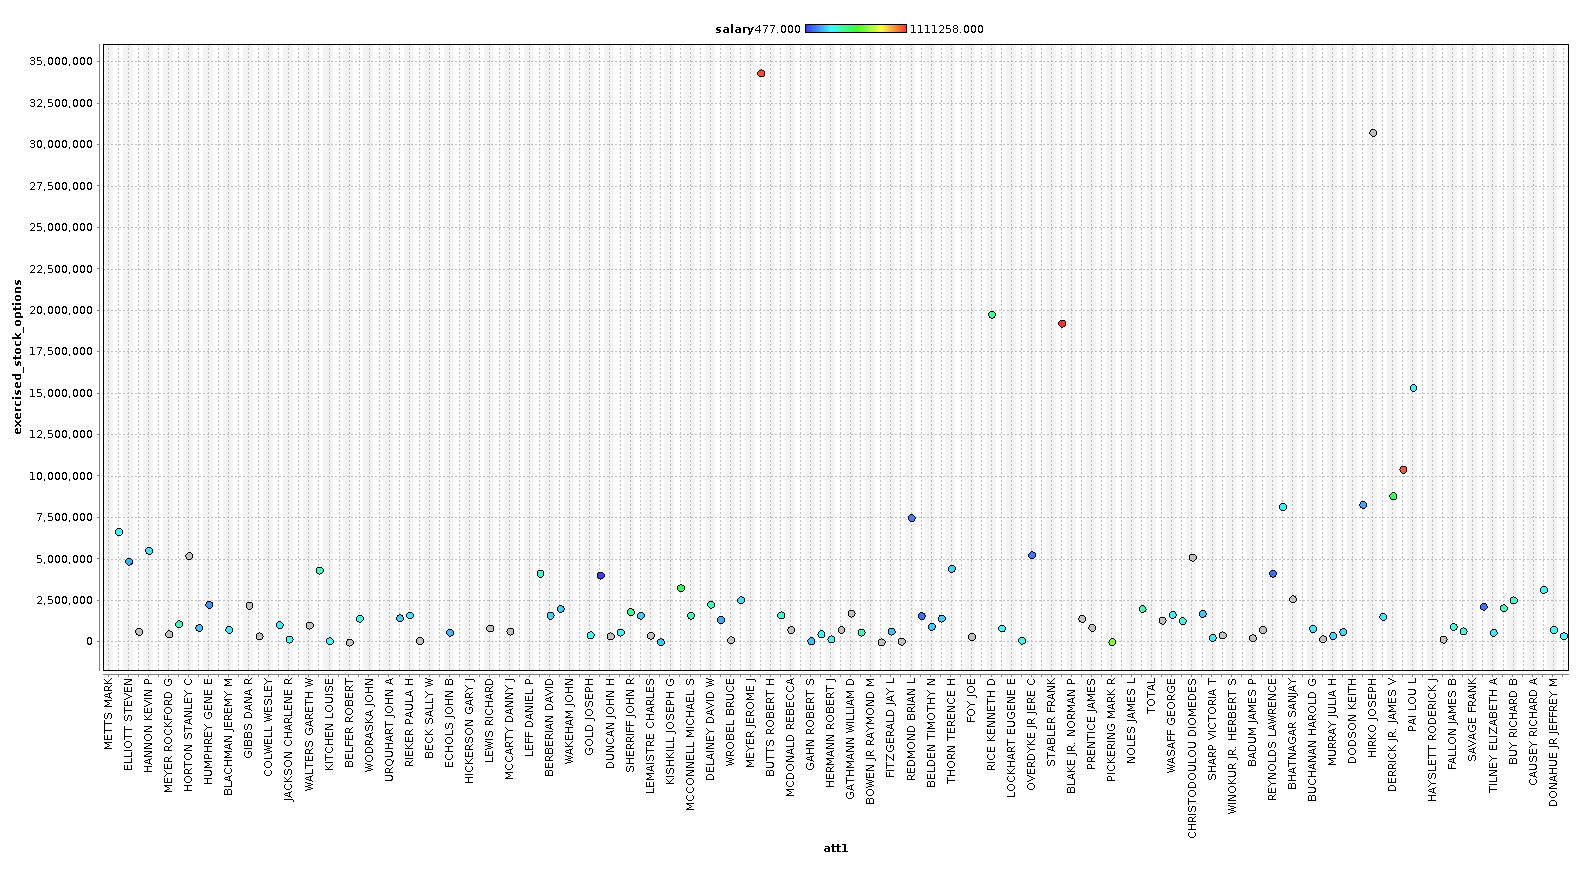 salary 477.000 1111258.000
35,000,000
32,500,000
30,000,000
27,500,000
25,000,000
22,500,000
20,000,000
17,500,000
15,000,000
12,500,000
10,000,000
7,500,000
5,000,000
2,500,000
0
exercised_stock_options
METTS MARK
ELLIOTT STEVEN
HANNON KEVIN P
MEYER ROCKFORD G
HORTON STANLEY C
HUMPHREY GENE E
BLACHMAN JEREMY M
GIBBS DANA R
COLWELL WESLEY
JACKSON CHARLENE R
WALTERS GARETH W
KITCHEN LOUISE
BELFER ROBERT
WODRASKA JOHN
URQUHART JOHN A
RIEKER PAULA H
BECK SALLY W
ECHOLS JOHN B
HICKERSON GARY J
LEWIS RICHARD
MCCARTY DANNY J
LEFF DANIEL P
BERBERIAN DAVID
WAKEHAM JOHN
GOLD JOSEPH
DUNCAN JOHN H
SHERRIFF JOHN R
LEMAISTRE CHARLES
KISHKILL JOSEPH G
MCCONNELL MICHAEL S
DELAINEY DAVID W
WROBEL BRUCE
MEYER JEROME J
BUTTS ROBERT H
MCDONALD REBECCA
GAHN ROBERT S
HERMANN ROBERT J
GATHMANN WILLIAM D
BOWEN JR RAYMOND M
FITZGERALD JAY L
REDMOND BRIAN L
BELDEN TIMOTHY N
THORN TERENCE H
FOY JOE
RICE KENNETH D
LOCKHART EUGENE E
OVERDYKE JR JERE C
STABLER FRANK
BLAKE JR. NORMAN P
PRENTICE JAMES
PICKERING MARK R
NOLES JAMES L
TOTAL
WASAFF GEORGE
CHRISTODOULOU DIOMEDES
SHARP VICTORIA T
WINOKUR JR. HERBERT S
BADUM JAMES P
REYNOLDS LAWRENCE
BHATNAGAR SANJAY
BUCHANAN HAROLD G
MURRAY JULIA H
DODSON KEITH
HIRKO JOSEPH
DERRICK JR. JAMES V
PAI LOU L
HAYSLETT RODERICK J
FALLON JAMES B
SAVAGE FRANK
TILNEY ELIZABETH A
BUY RICHARD B
CAUSEY RICHARD A
DONAHUE JR JEFFREY M
att1